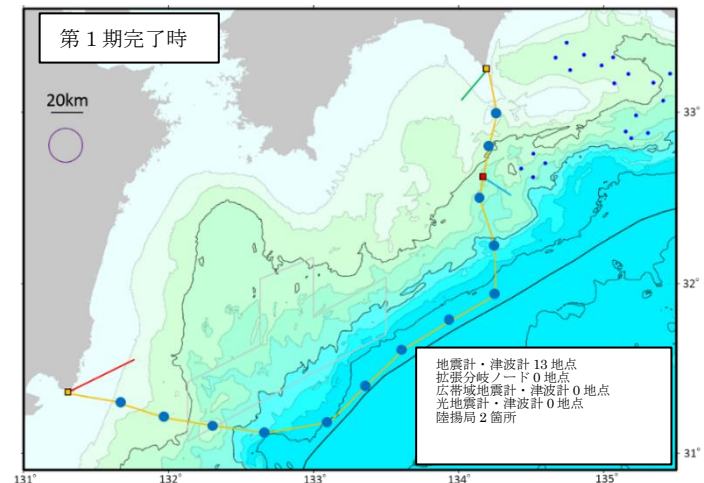 第１期完了時
20km
33°
32°
31°
地震計・津波計 13 地点
拡張分岐ノード 0 地点
広帯域地震計・津波計 0 地点
光地震計・津波計 0 地点
陸揚局 2 箇所
131°
132°
133°
134°
135°